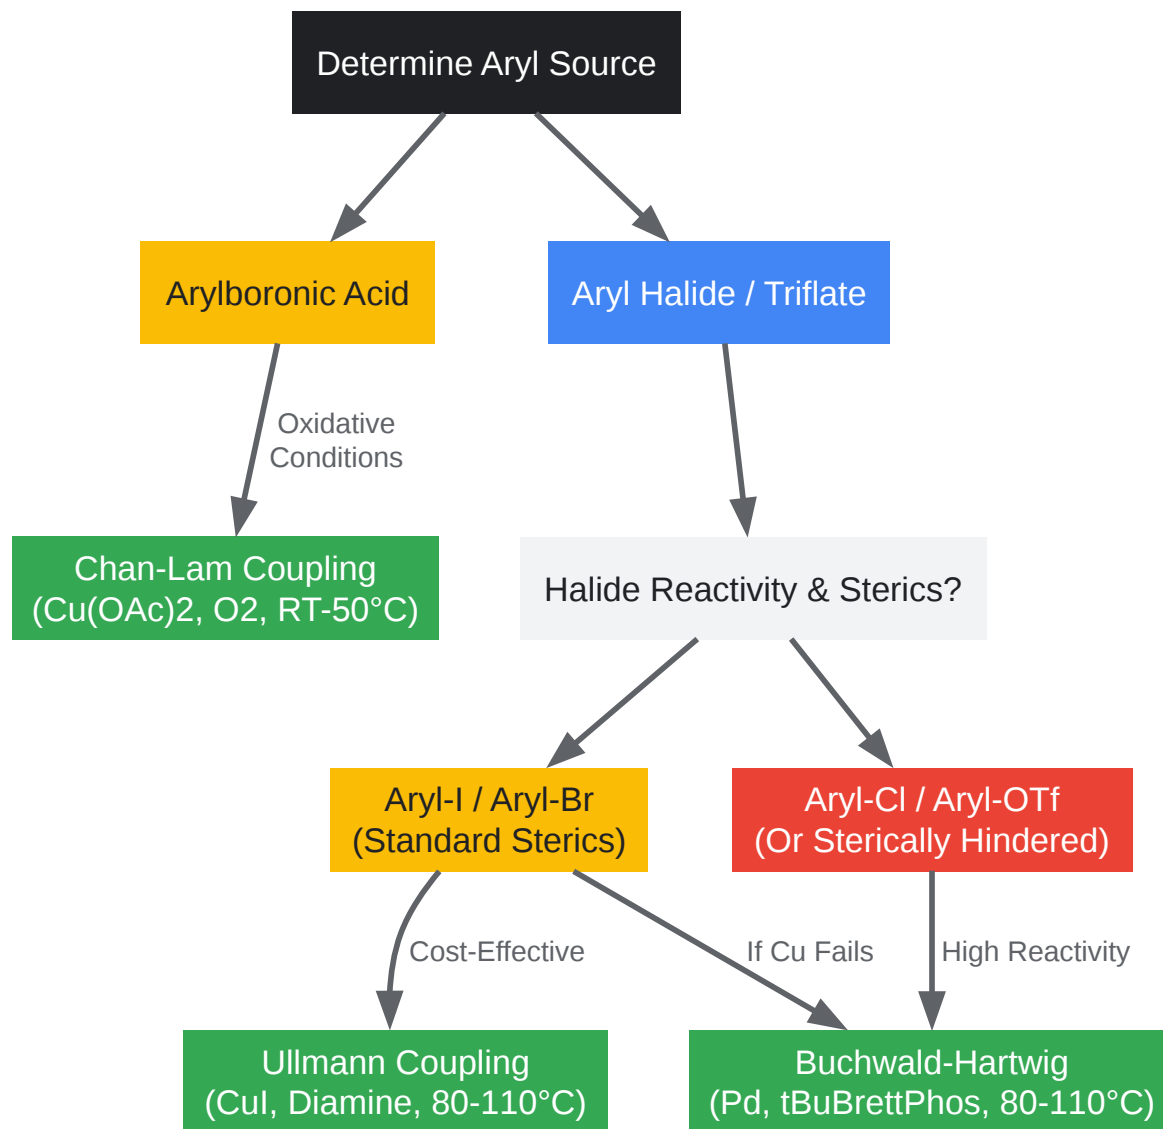 Determine Aryl Source
Arylboronic Acid
Aryl Halide / Triflate
Oxidative
Conditions
Chan-Lam Coupling
(Cu(OAc)2, O2, RT-50°C)
Halide Reactivity & Sterics?
Aryl-I / Aryl-Br
(Standard Sterics)
Aryl-Cl / Aryl-OTf
(Or Sterically Hindered)
Cost-Effective
If Cu Fails
High Reactivity
Ullmann Coupling
(CuI, Diamine, 80-110°C)
Buchwald-Hartwig
(Pd, tBuBrettPhos, 80-110°C)